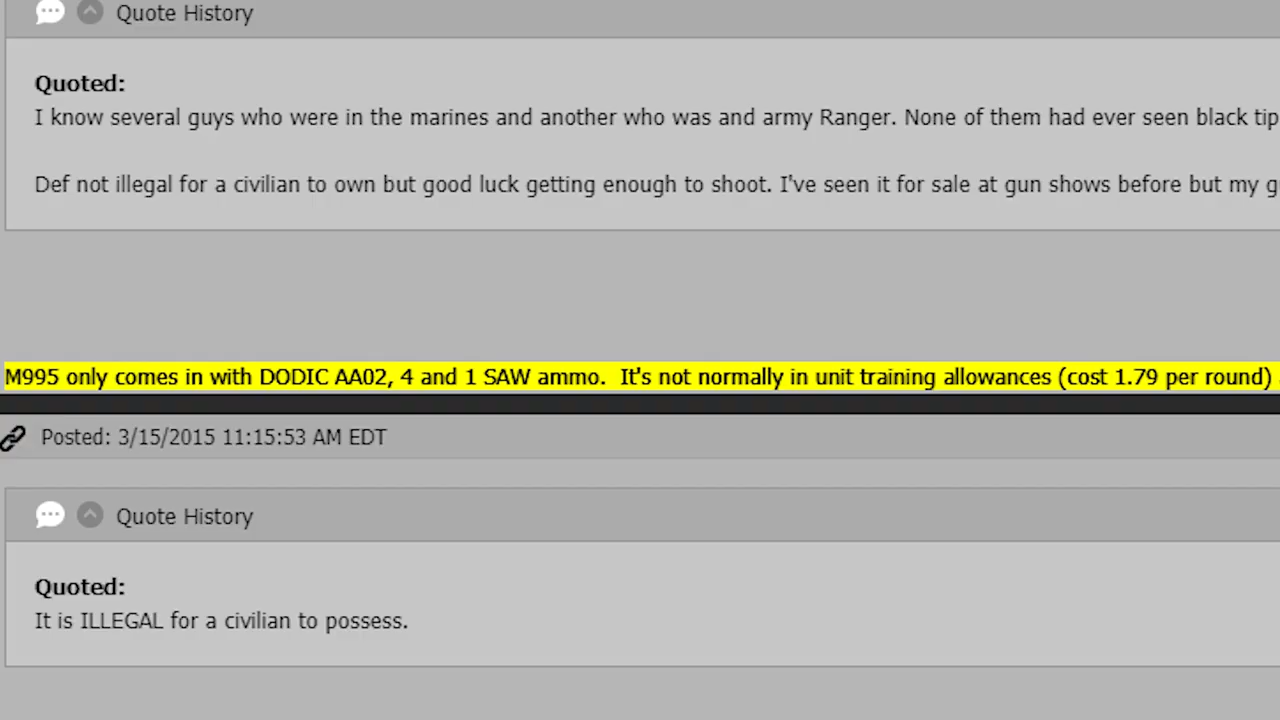 Quote History
Quoted:
I know several guys who were in the marines and another who was and army Ranger. None of them had ever seen black tip
Def not illegal for a civilian to own but good luck getting enough to shoot. I've seen it for sale at gun shows before but my
M995 only comes in with DODIC AA02, 4 and 1 SAW ammo.  It's not normally in unit training allowances (cost 1.79 per round)
Posted: 3/15/2015 11:15:53 AM EDT
Quote History
Quoted:
It is ILLEGAL for a civilian to possess.